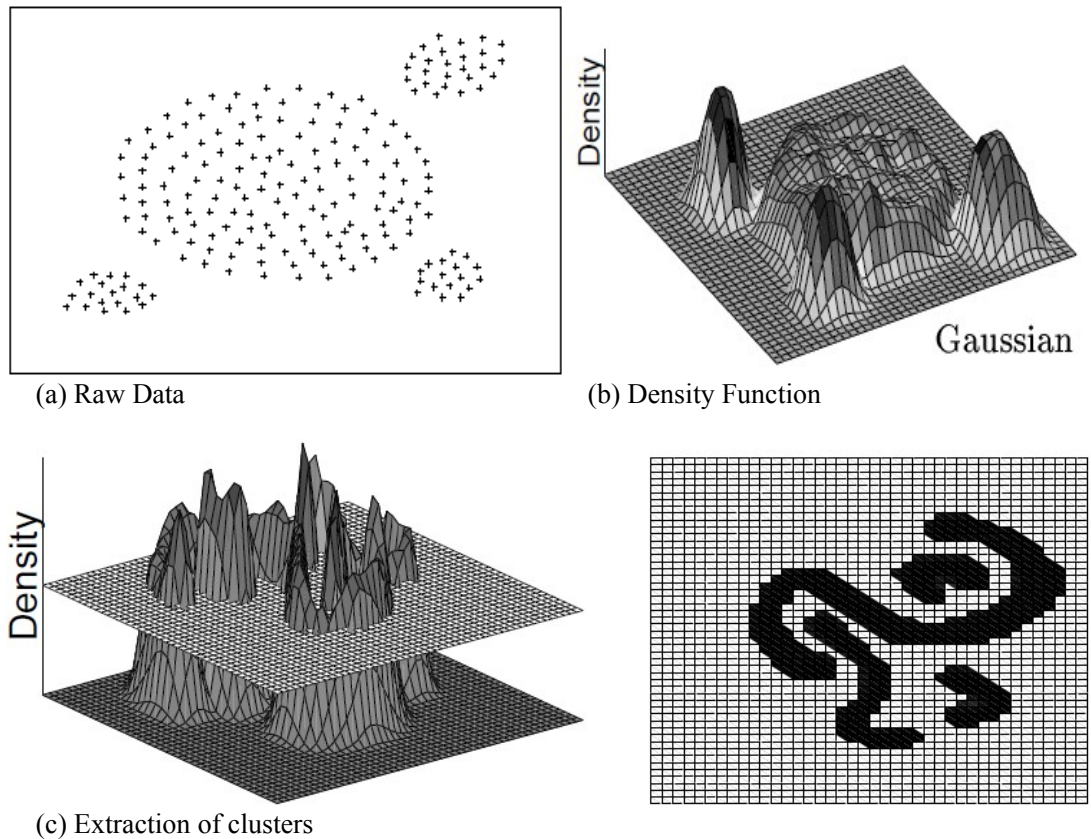 Density
Gaussian
(a) Raw Data
(b) Density Function
Density
(c) Extraction of clusters